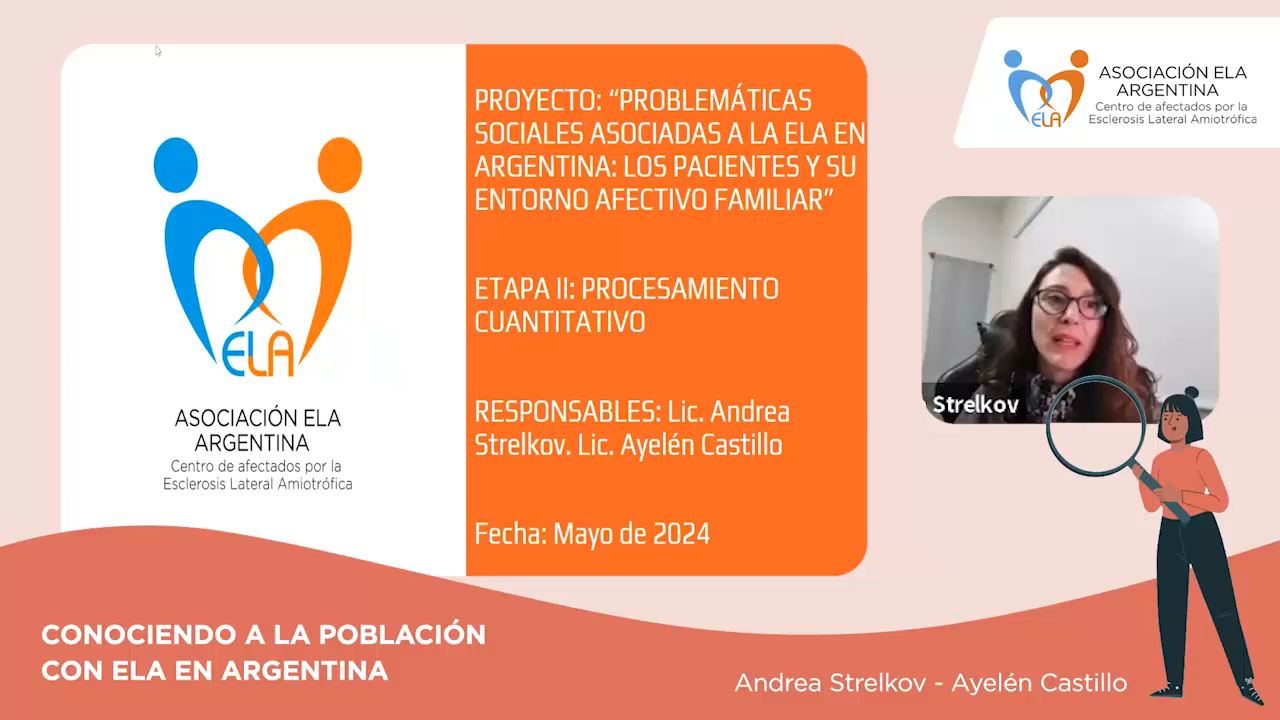 PROYECTO: “PROBLEMÁTICAS
SOCIALES ASOCIADAS A LA ELA EN
ARGENTINA: LOS PACIENTES Y SU
ENTORNO AFECTIVO FAMILIAR”
ETAPA II: PROCESAMIENTO
CUANTITATIVO
RESPONSABLES: Lic. Andrea
Strelkov. Lic. Ayelén Castillo
Fecha: Mayo de 2024
ELA
ASOCIACIÓN ELA
ARGENTINA
Centro de afectados por la
Esclerosis Lateral Amiotrófica
ELA
ASOCIACIÓN ELA
ARGENTINA
Centro de afectados por la
Esclerosis Lateral Amiotrófica
Strelkov
CONOCIENDO A LA POBLACIÓN
CON ELA EN ARGENTINA
Andrea Strelkov - Ayelén Castillo